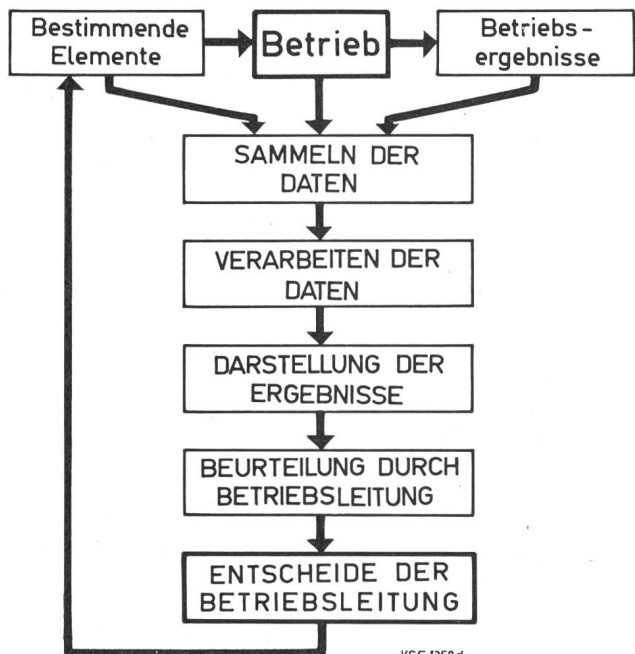 Bestimmende
Elemente
Betrieb
Betriebs-
ergebnisse
SAMMELN DER
DATEN
VERARBEITEN DER
DATEN
DARSTELLUNG DER
ERGEBNISSE
BEURTEILUNG DURCH
BETRIEBSLEITUNG
ENTSCHEIDE DER
BETRIEBSLEITUNG